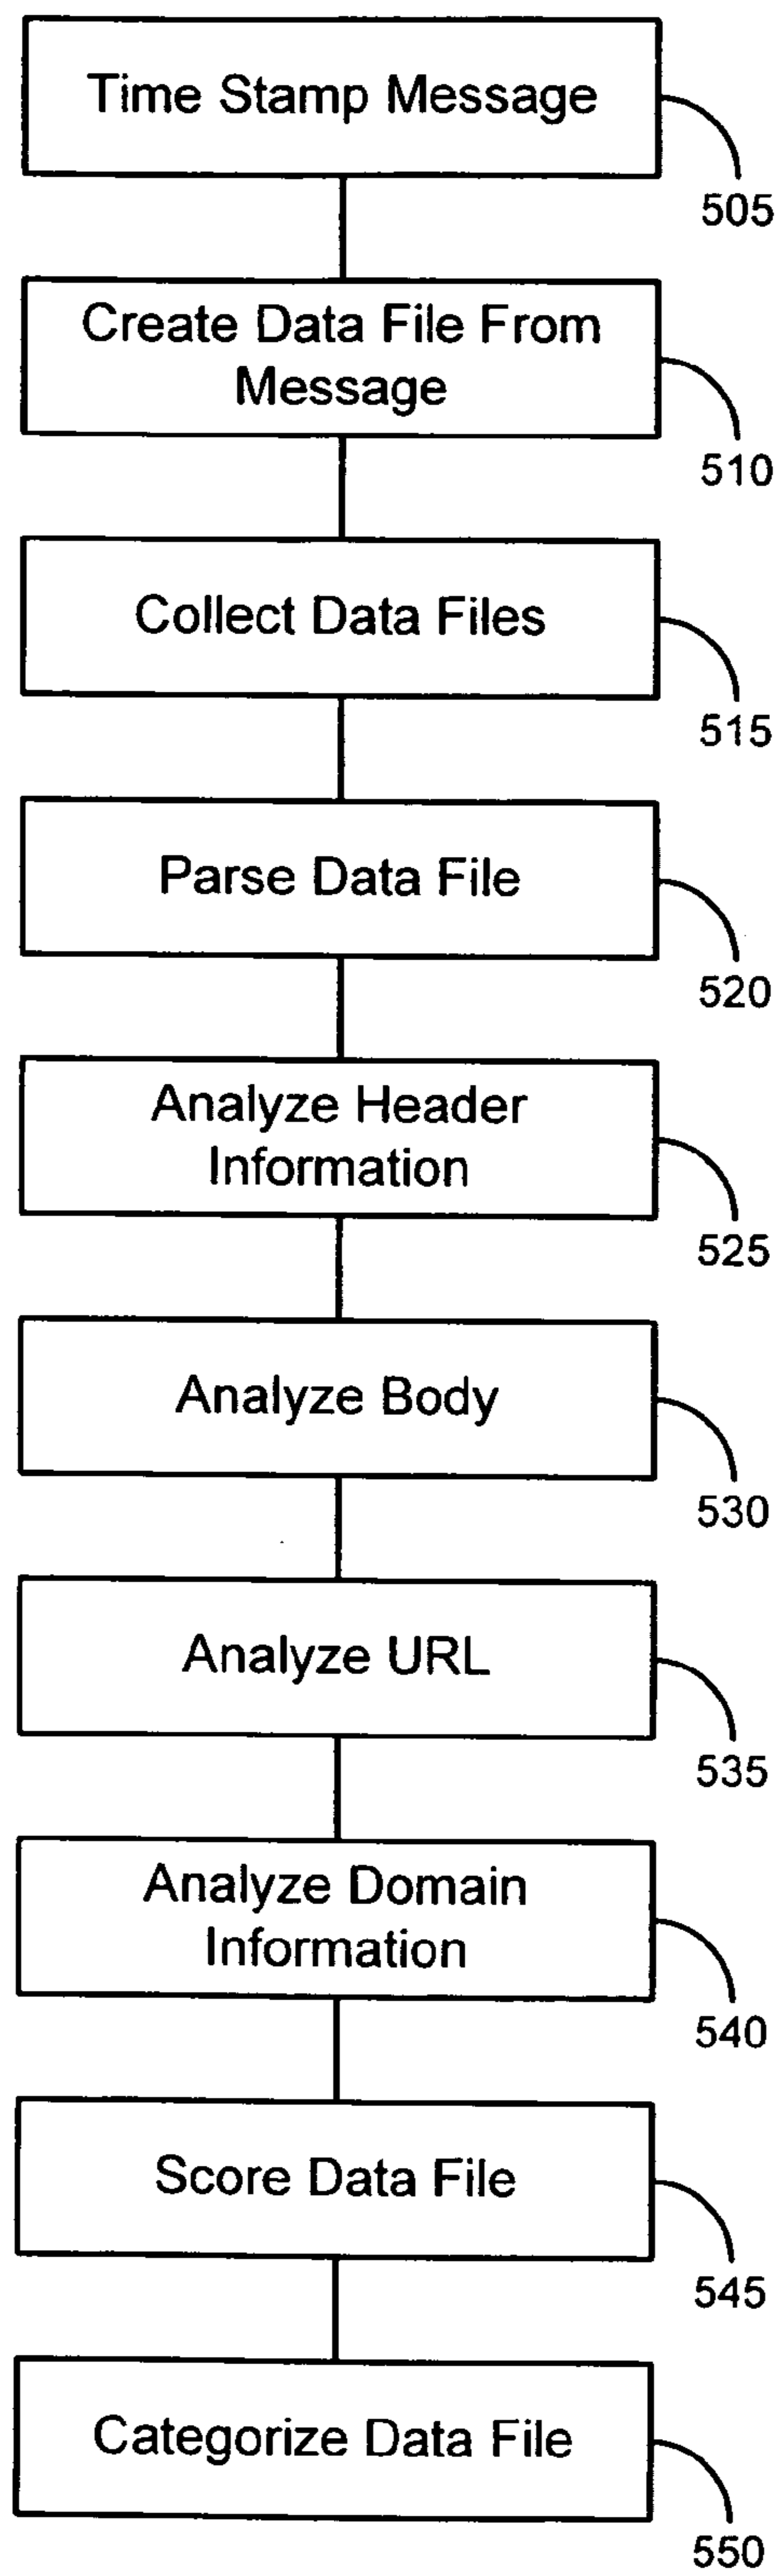 Time Stamp Message
505
Create Data File From
Message
510
Collect Data Files
515
Parse Data File
520
Analyze Header
Information
525
Analyze Body
530
Analyze URL
535
Analyze Domain
Information
540
Score Data File
545
Categorize Data File
550